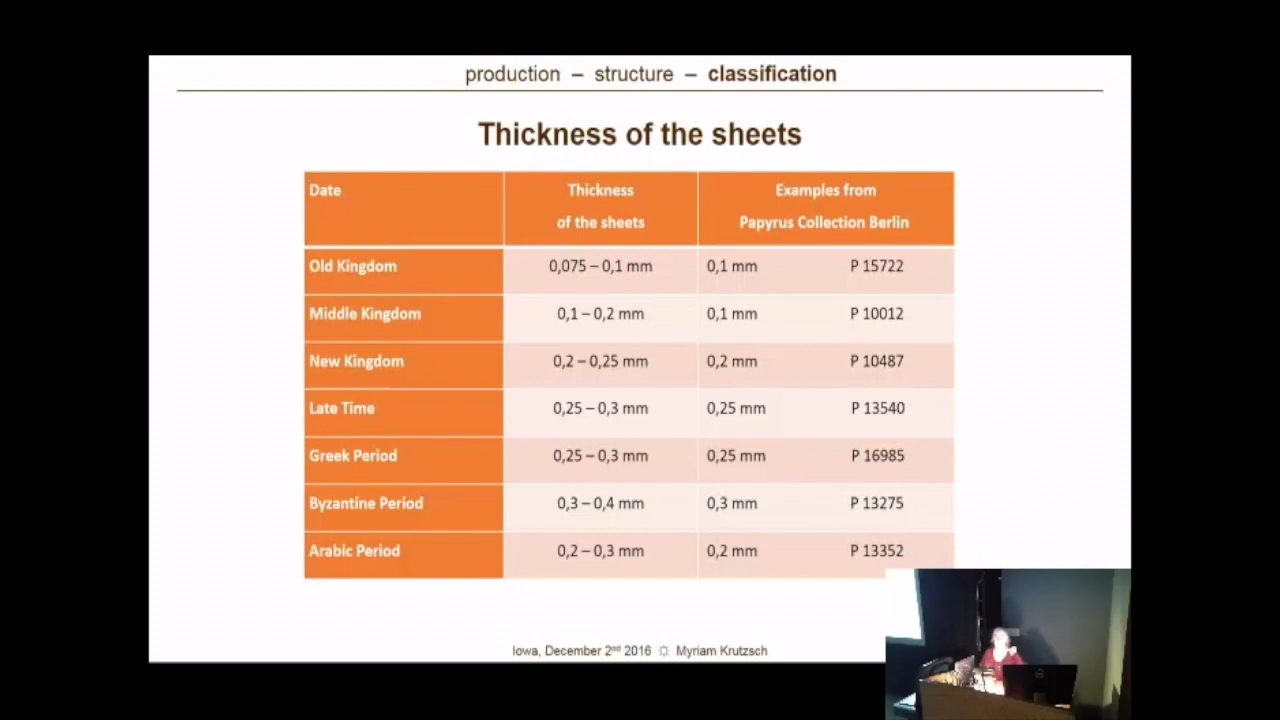 production – structure – classification
Thickness of the sheets
Date Thickness of the sheets Examples from Papyrus Collection Berlin
Old Kingdom 0,075 – 0,1 mm 0,1 mm P 15722
Middle Kingdom 0,1 – 0,2 mm 0,1 mm P 10012
New Kingdom 0,2 – 0,25 mm 0,2 mm P 10487
Late Time 0,25 – 0,3 mm 0,25 mm P 13540
Greek Period 0,25 – 0,3 mm 0,25 mm P 16985
Byzantine Period 0,3 – 0,4 mm 0,3 mm P 13275
Arabic Period 0,2 – 0,3 mm 0,2 mm P 13352
Iowa, December 2nd 2016 ☼ Myriam Krutzsch